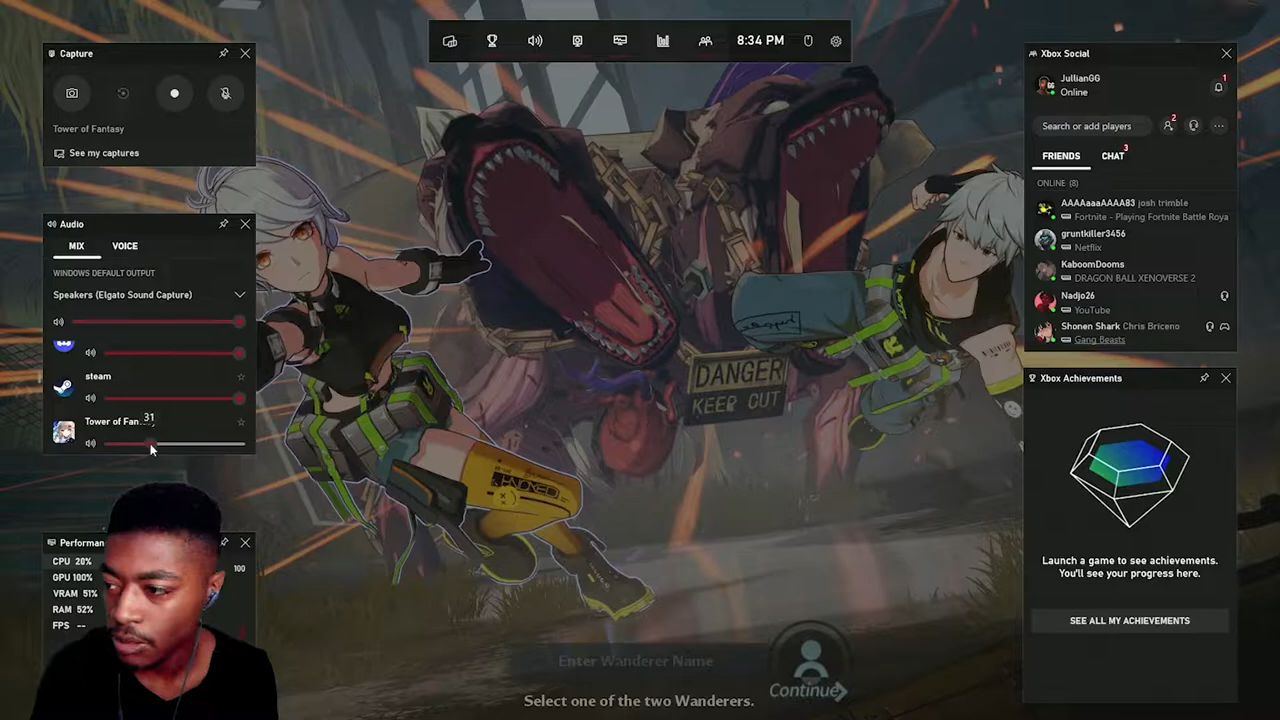 Capture
Tower of Fantasy
See my captures
Audio
MIX VOICE
WINDOWS DEFAULT OUTPUT
Speakers (Elgato Sound Capture)
steam
Tower of Fan...
31
Performan
CPU 20%
GPU 100%
VRAM 51%
RAM 52%
FPS --
100
8:34 PM
DANGER
KEEP OUT
Enter Wanderer Name
Continue
Select one of the two Wanderers.
Xbox Social
JullianGG
Online
1
Search or add players
2
FRIENDS CHAT
3
ONLINE (8)
AAAAaaaAAAA83 josh trimble
Fortnite - Playing Fortnite Battle Roya
gruntkiller3456
Netflix
KaboomDooms
DRAGON BALL XENOVERSE 2
Nadjo26
YouTube
Shonen Shark Chris Briceno
Gang Beasts
Xbox Achievements
Launch a game to see achievements.
You'll see your progress here.
SEE ALL MY ACHIEVEMENTS